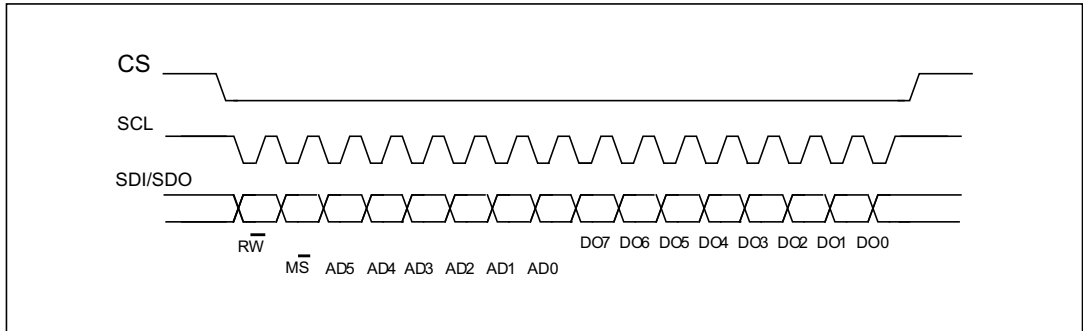 CS
SCL
SDI/SDO
RW̅ DO7 DO6 DO5 DO4 DO3 DO2 DO1 DO0
MS̅ AD5 AD4 AD3 AD2 AD1 AD0